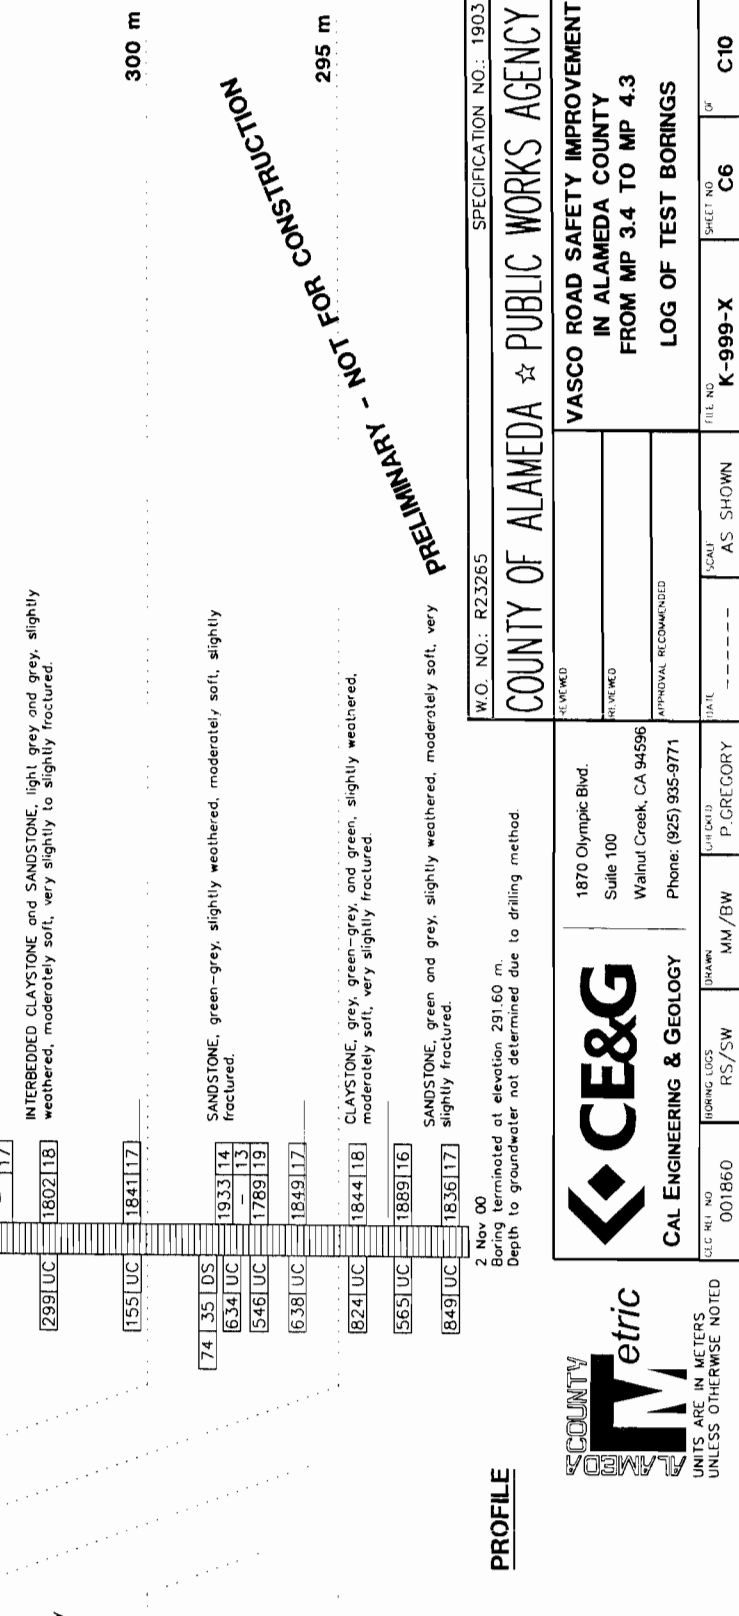 300 m
295 m
PRELIMINARY - NOT FOR CONSTRUCTION
17
299 UC 1802 18
INTERBEDDED CLAYSTONE and SANDSTONE, light grey and grey, slightly
weathered, moderately soft, very slightly to slightly fractured.
155 UC 1841 17
74 35 DS
634 UC 1933 14
- 13
546 UC 1789 19
SANDSTONE, green-grey, slightly weathered, moderately soft, slightly
fractured.
638 UC 1849 17
824 UC 1844 18
CLAYSTONE, grey, green-grey, and green, slightly weathered,
moderately soft, very slightly fractured.
565 UC 1889 16
849 UC 1836 17
SANDSTONE, green and grey, slightly weathered, moderately soft, very
slightly fractured.
2 Nov 00
Boring terminated at elevation 291.60 m.
Depth to groundwater not determined due to drilling method.
PROFILE
W.O. NO.: R23265 SPECIFICATION NO.: 1903
COUNTY OF ALAMEDA ☆ PUBLIC WORKS AGENCY
ALAMEDA COUNTY
Metric
UNITS ARE IN METERS
UNLESS OTHERWISE NOTED
CE&G
CAL ENGINEERING & GEOLOGY
1870 Olympic Blvd.
Suite 100
Walnut Creek, CA 94596
Phone: (925) 935-9771
REVIEWED
REVIEWED
APPROVAL RECOMMENDED
VASCO ROAD SAFETY IMPROVEMENT
IN ALAMEDA COUNTY
FROM MP 3.4 TO MP 4.3
LOG OF TEST BORINGS
REF NO 001860
BORING LOGS RS/SW
DRAWN MM/BW
CHECKED P.GREGORY
DATE ------
SCALE AS SHOWN
FILE NO K-999-X
SHEET NO C6
OF C10